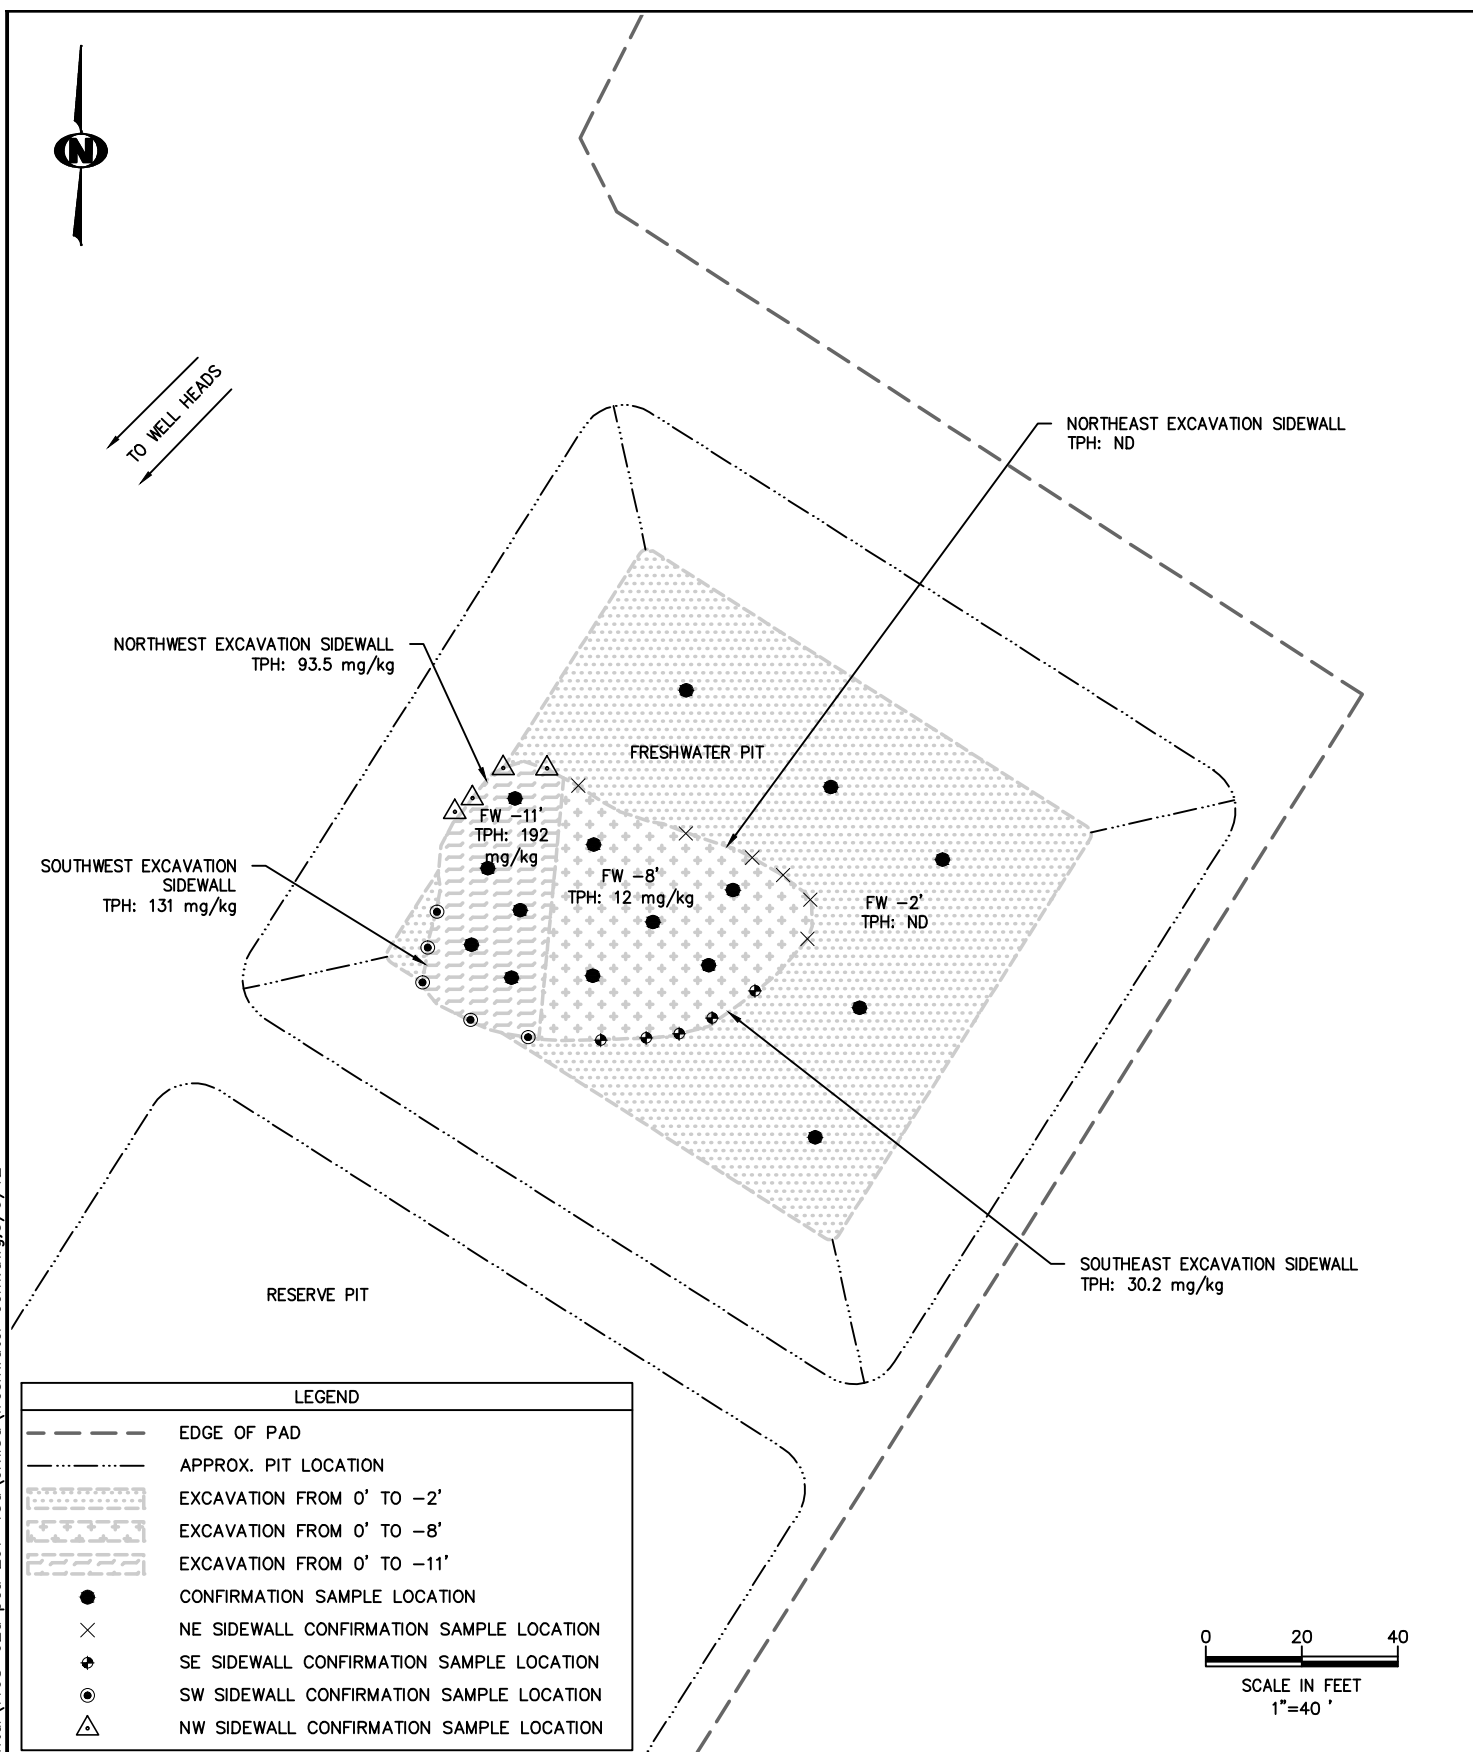 N
TO WELL HEADS
NORTHEAST EXCAVATION SIDEWALL
TPH: ND
NORTHWEST EXCAVATION SIDEWALL
TPH: 93.5 mg/kg
FRESHWATER PIT
FW -11'
TPH: 192
mg/kg
SOUTHWEST EXCAVATION
SIDEWALL
TPH: 131 mg/kg
FW -8'
TPH: 12 mg/kg
FW -2'
TPH: ND
SOUTHEAST EXCAVATION SIDEWALL
TPH: 30.2 mg/kg
RESERVE PIT
LEGEND
EDGE OF PAD
APPROX. PIT LOCATION
EXCAVATION FROM 0' TO -2'
EXCAVATION FROM 0' TO -8'
EXCAVATION FROM 0' TO -11'
CONFIRMATION SAMPLE LOCATION
NE SIDEWALL CONFIRMATION SAMPLE LOCATION
SE SIDEWALL CONFIRMATION SAMPLE LOCATION
SW SIDEWALL CONFIRMATION SAMPLE LOCATION
NW SIDEWALL CONFIRMATION SAMPLE LOCATION
0 20 40
SCALE IN FEET
1"=40 '